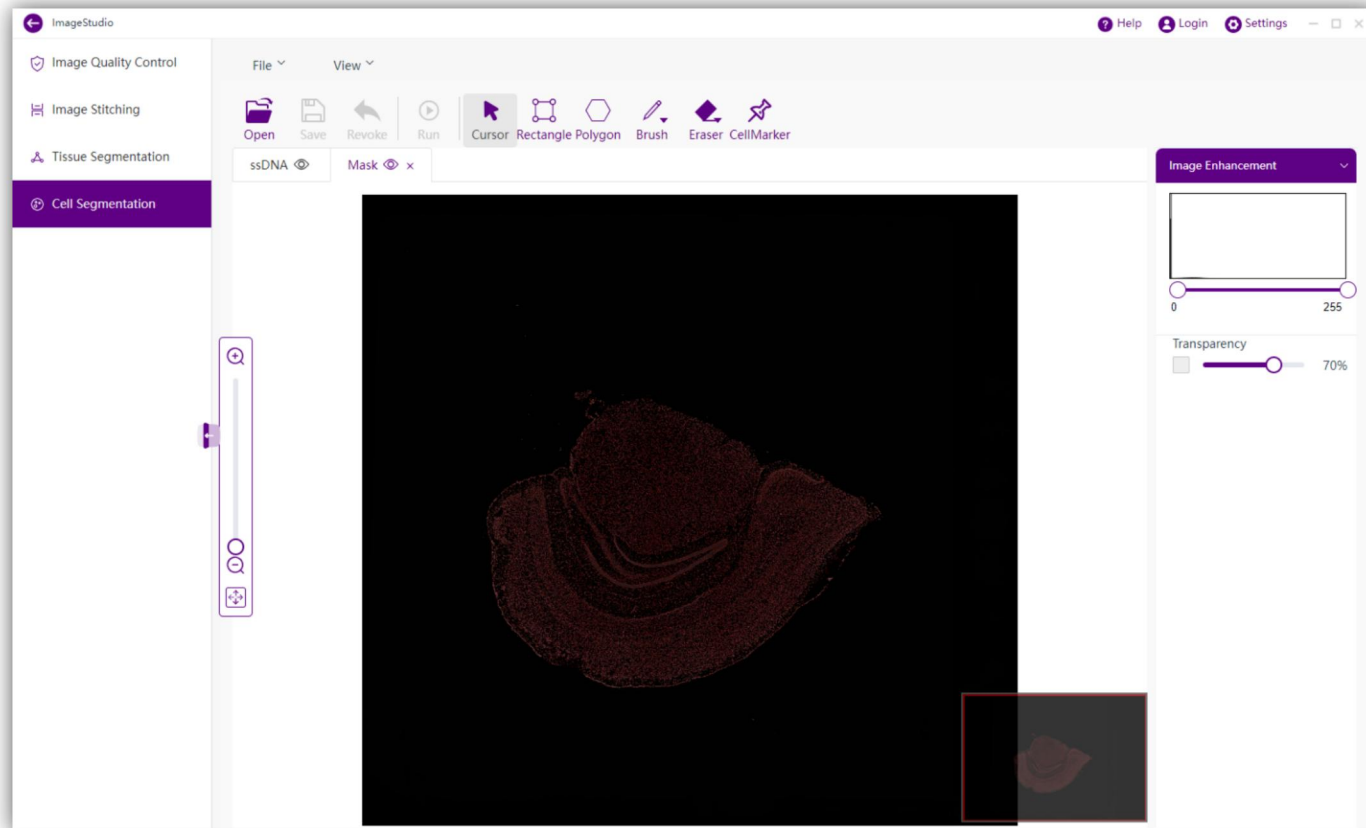 ImageStudio
Help Login Settings
Image Quality Control
Image Stitching
Tissue Segmentation
Cell Segmentation
File View
Open Save Revoke Run Cursor Rectangle Polygon Brush Eraser CellMarker
ssDNA Mask
Image Enhancement
0 255
Transparency
70%